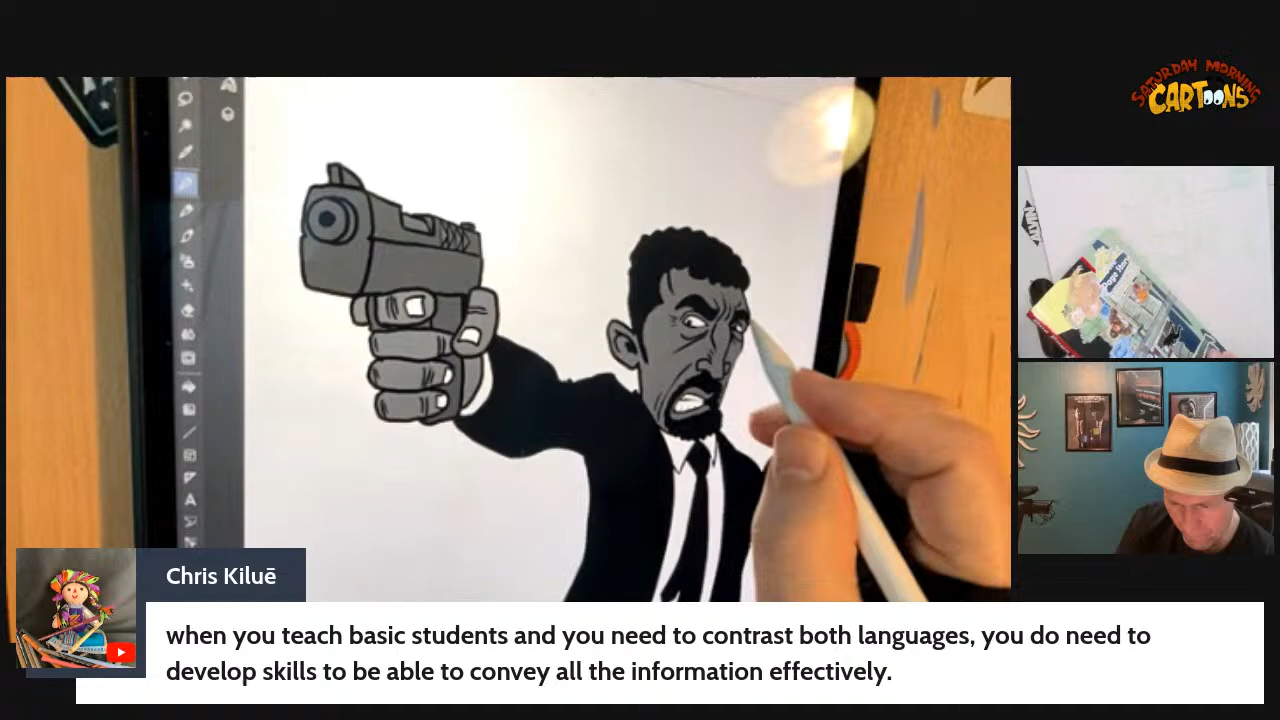 SATURDAY MORNING
CARTOONS
Chris Kiluē
when you teach basic students and you need to contrast both languages, you do need to
develop skills to be able to convey all the information effectively.